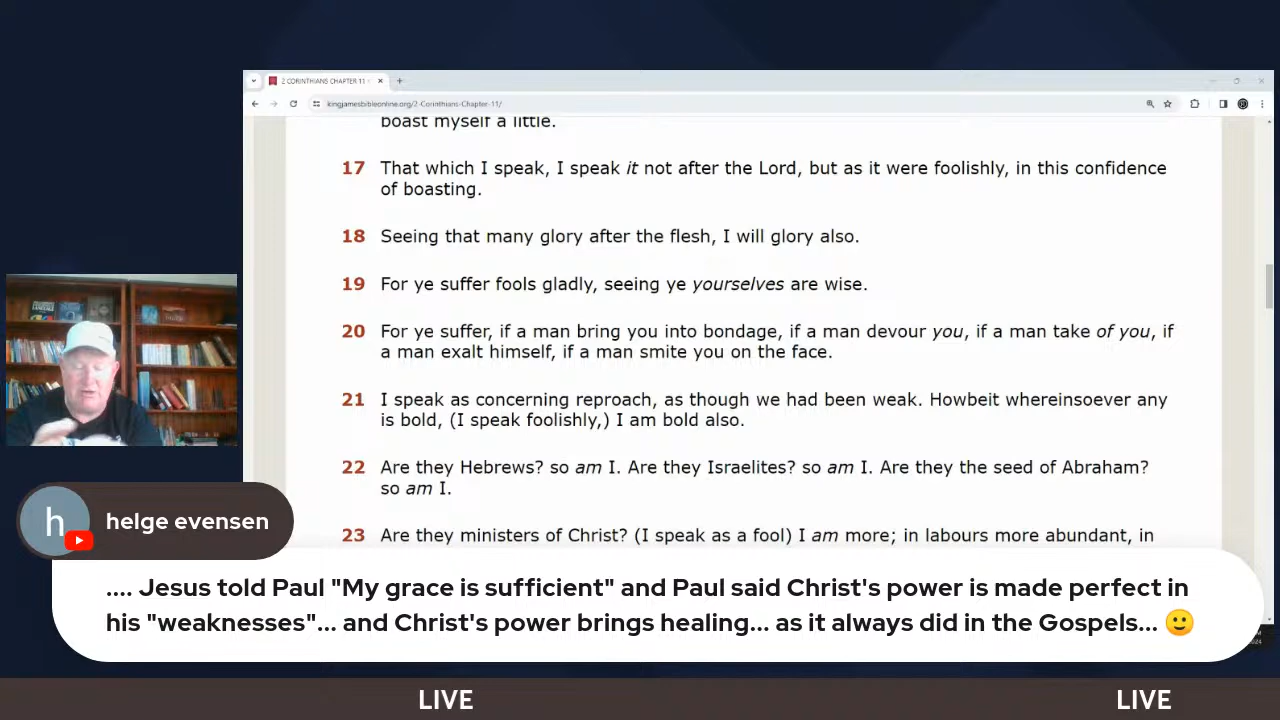 2 CORINTHIANS CHAPTER 11
kingjamesbibleonline.org/2-Corinthians-Chapter-11/
boast myself a little.
17 That which I speak, I speak it not after the Lord, but as it were foolishly, in this confidence
of boasting.
18 Seeing that many glory after the flesh, I will glory also.
19 For ye suffer fools gladly, seeing ye yourselves are wise.
20 For ye suffer, if a man bring you into bondage, if a man devour you, if a man take of you, if
a man exalt himself, if a man smite you on the face.
21 I speak as concerning reproach, as though we had been weak. Howbeit whereinsoever any
is bold, (I speak foolishly,) I am bold also.
22 Are they Hebrews? so am I. Are they Israelites? so am I. Are they the seed of Abraham?
so am I.
23 Are they ministers of Christ? (I speak as a fool) I am more; in labours more abundant, in
h
helge evensen
.... Jesus told Paul "My grace is sufficient" and Paul said Christ's power is made perfect in
his "weaknesses"... and Christ's power brings healing... as it always did in the Gospels... 🙂
LIVE LIVE